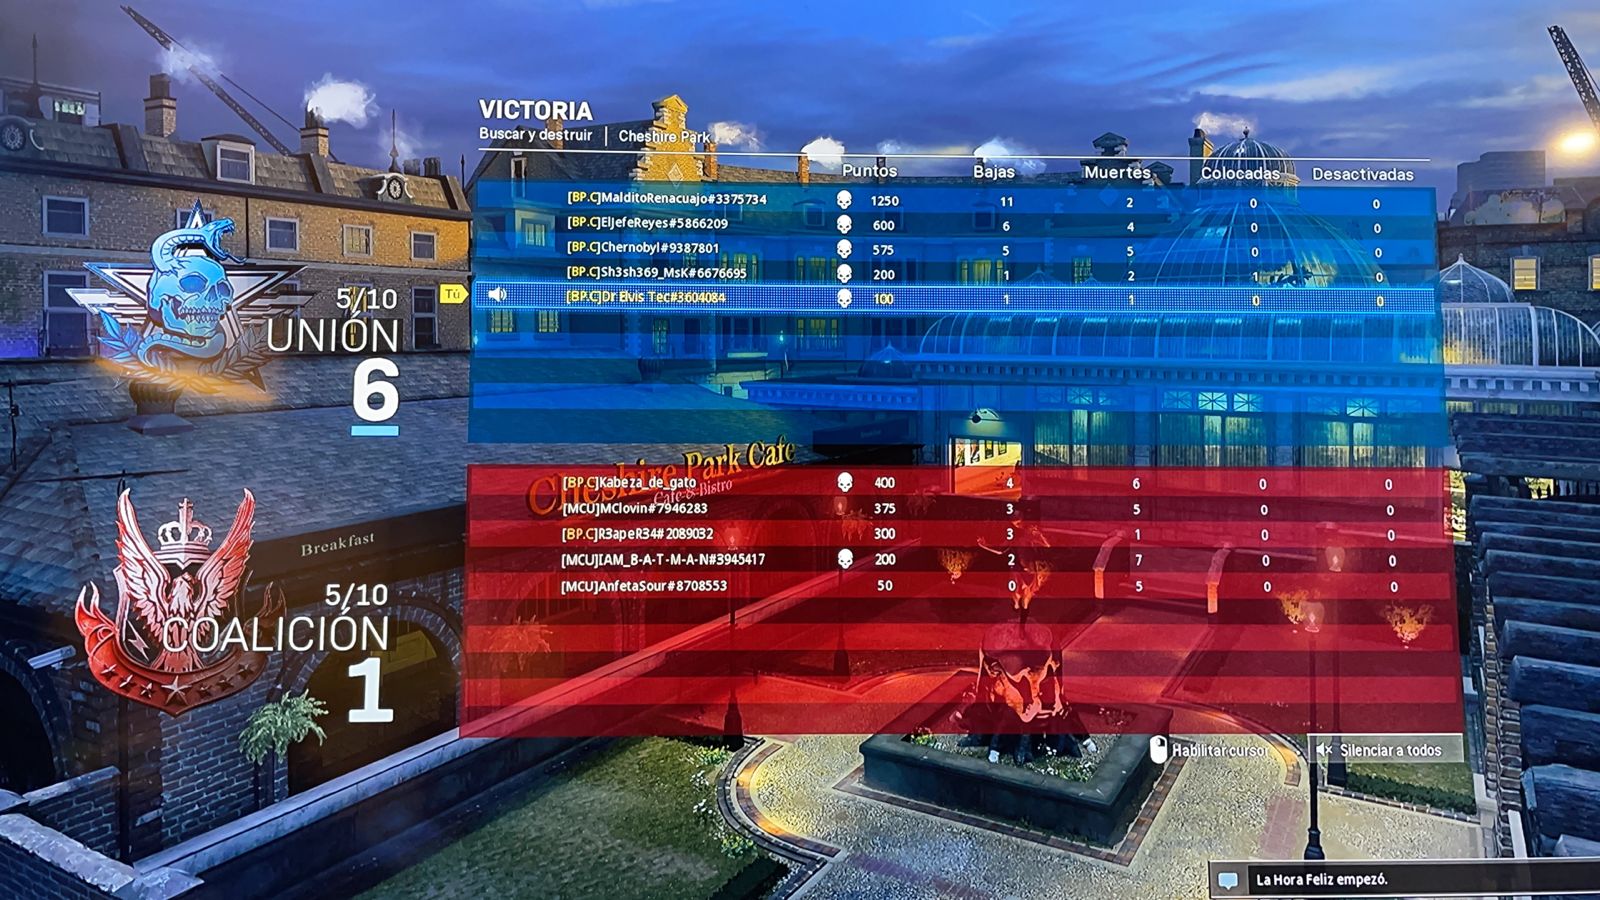 VICTORIA
Buscar y destruir | Cheshire Park
Puntos Bajas Muertes Colocadas Desactivadas
[BP.C]MalditoRenacuajo#3375734 1250 11 2 0 0
[BP.C]ElJefeReyes#5866209 600 6 4 0 0
[BP.C]Chernobyl#9387801 575 5 5 0 0
[BP.C]Sh3sh369_MsK#6676695 200 1 2 1 0
Tú [BP.C]Dr Elvis Tec#3604084 100 1 1 0 0
5/10
UNIÓN
6
Cheshire Park Cafe
Cafe & Bistro
[BP.C]Kabeza_de_gato 400 4 6 0 0
[MCU]MClovin#7946283 375 3 5 0 0
[BP.C]R3apeR34#2089032 300 3 1 0 0
[MCU]IAM_B-A-T-M-A-N#3945417 200 2 7 0 0
[MCU]AnfetaSour#8708553 50 0 5 0 0
Breakfast
5/10
COALICIÓN
1
Habilitar cursor Silenciar a todos
La Hora Feliz empezó.